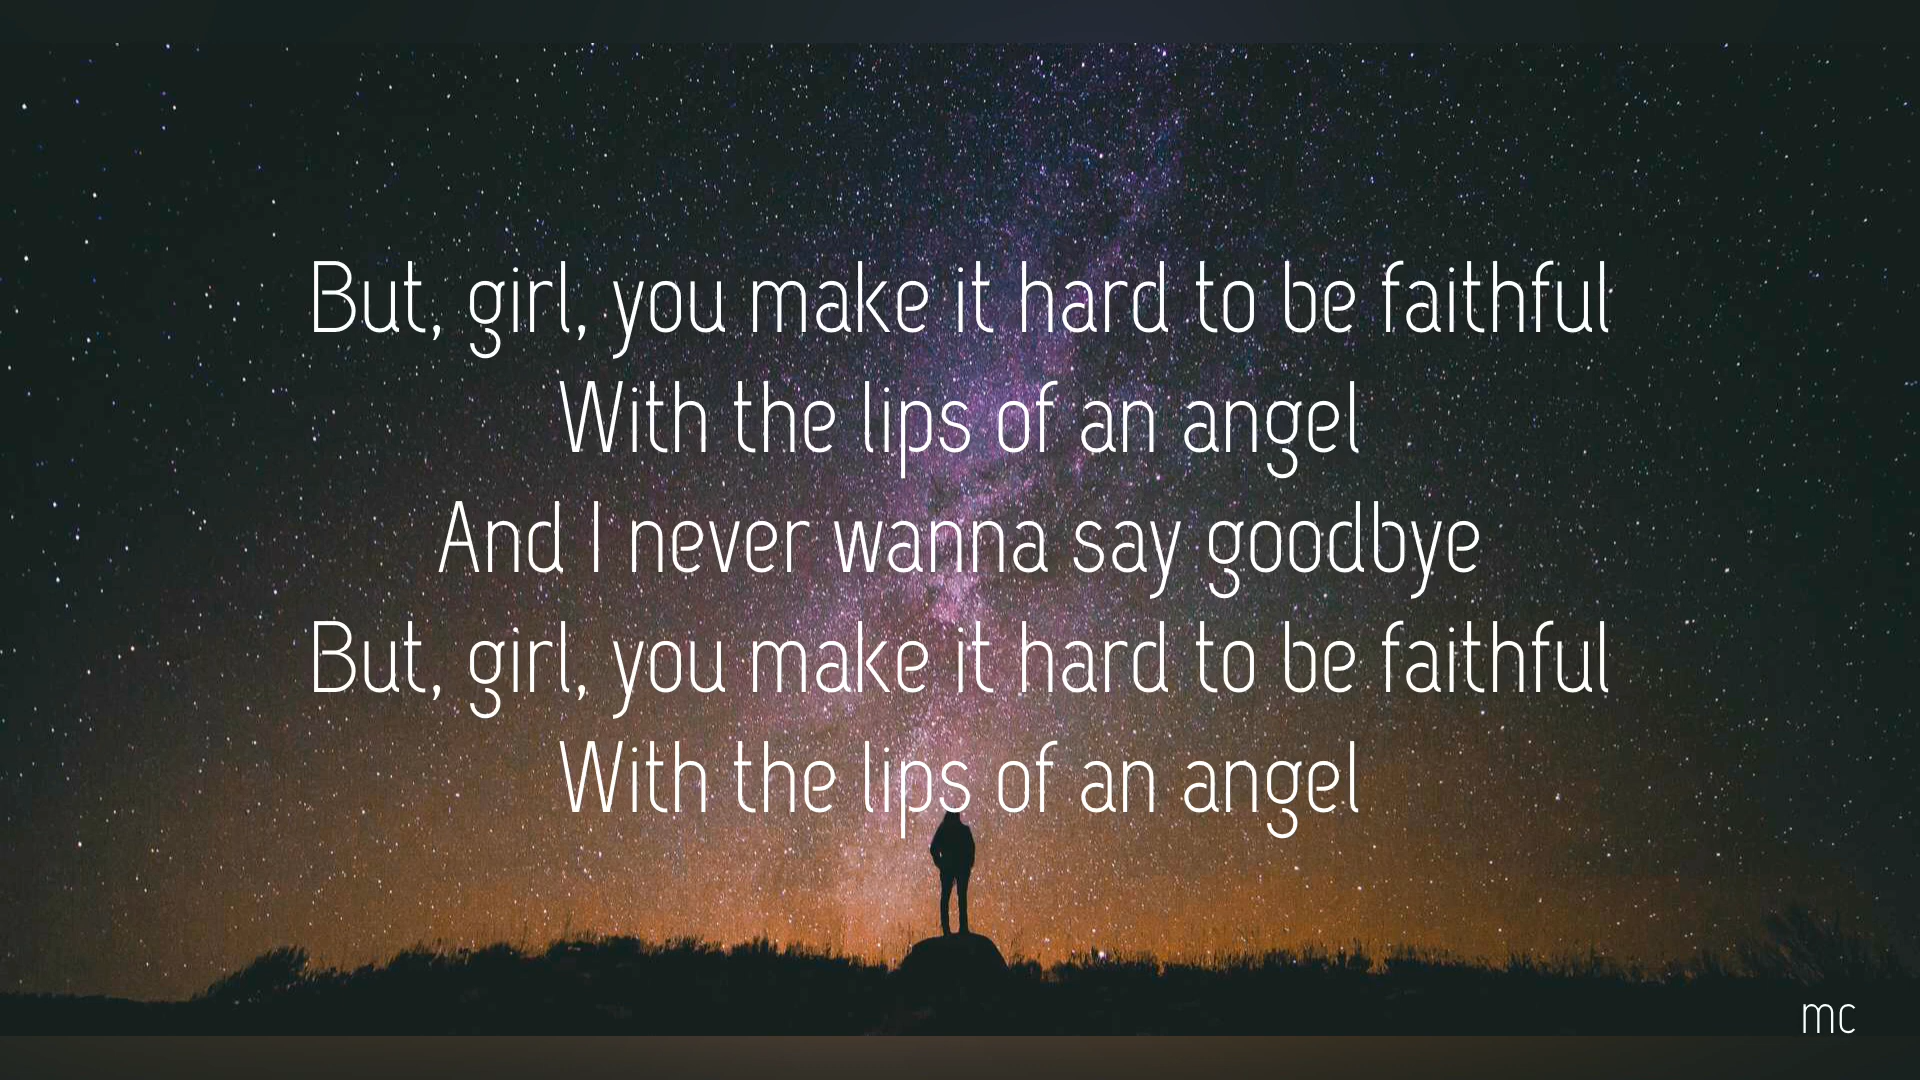 But, girl, you make it hard to be faithful
With the lips of an angel
And I never wanna say goodbye
But, girl, you make it hard to be faithful
With the lips of an angel
mc